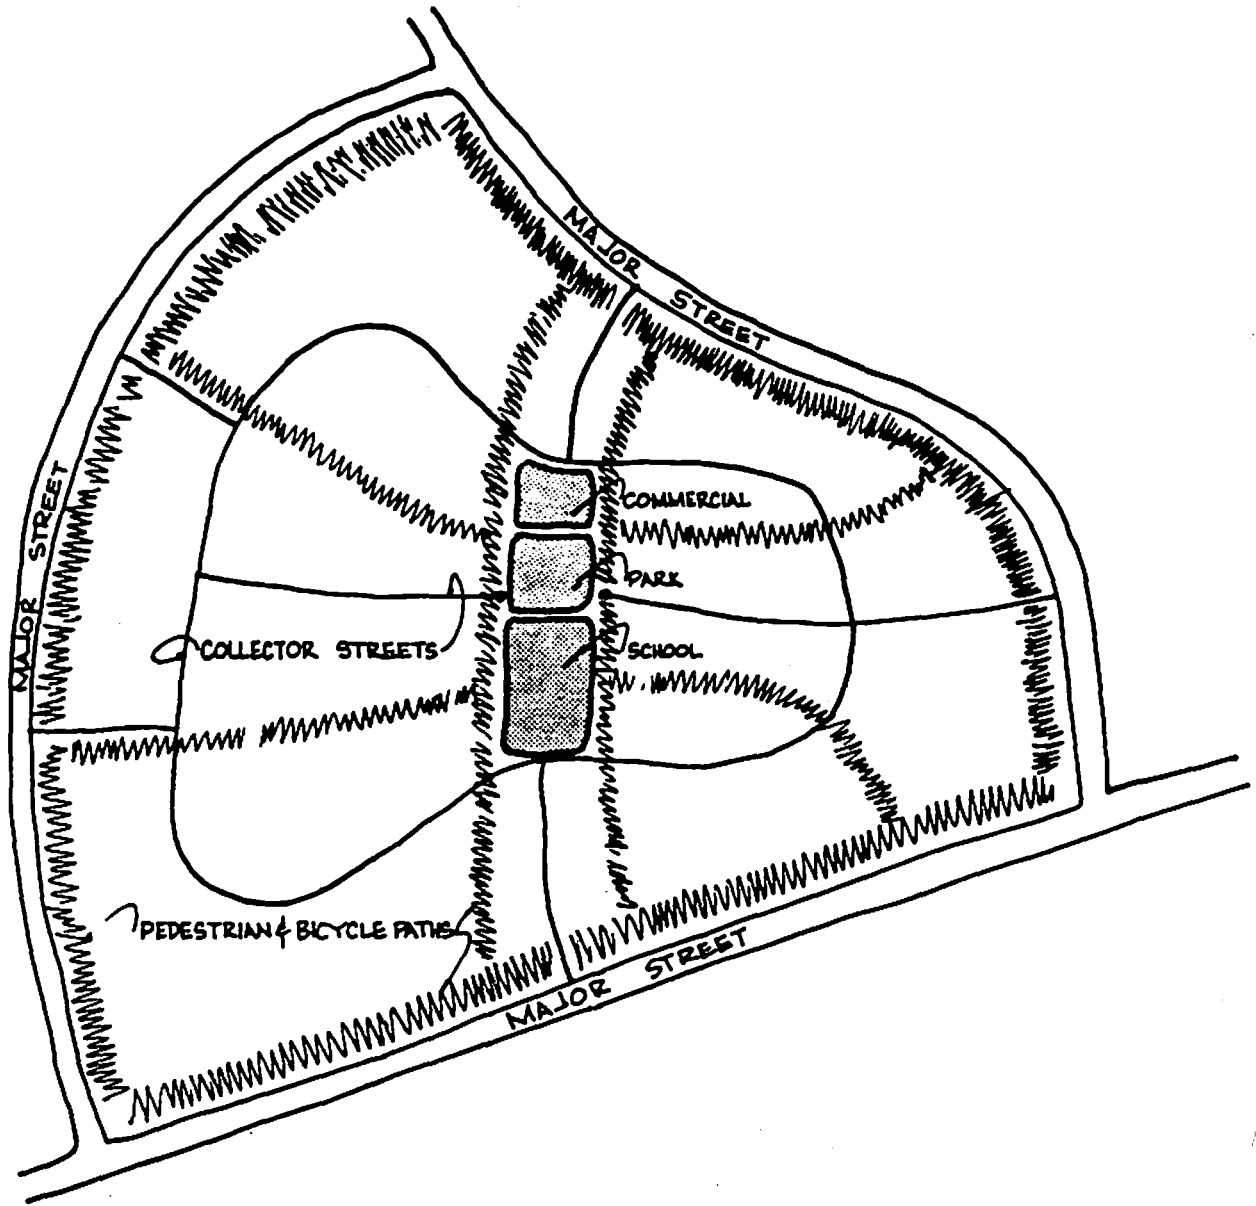 MAJOR STREET
MAJOR STREET
COMMERCIAL
PARK
COLLECTOR STREETS
SCHOOL
PEDESTRIAN & BICYCLE PATHS
MAJOR STREET